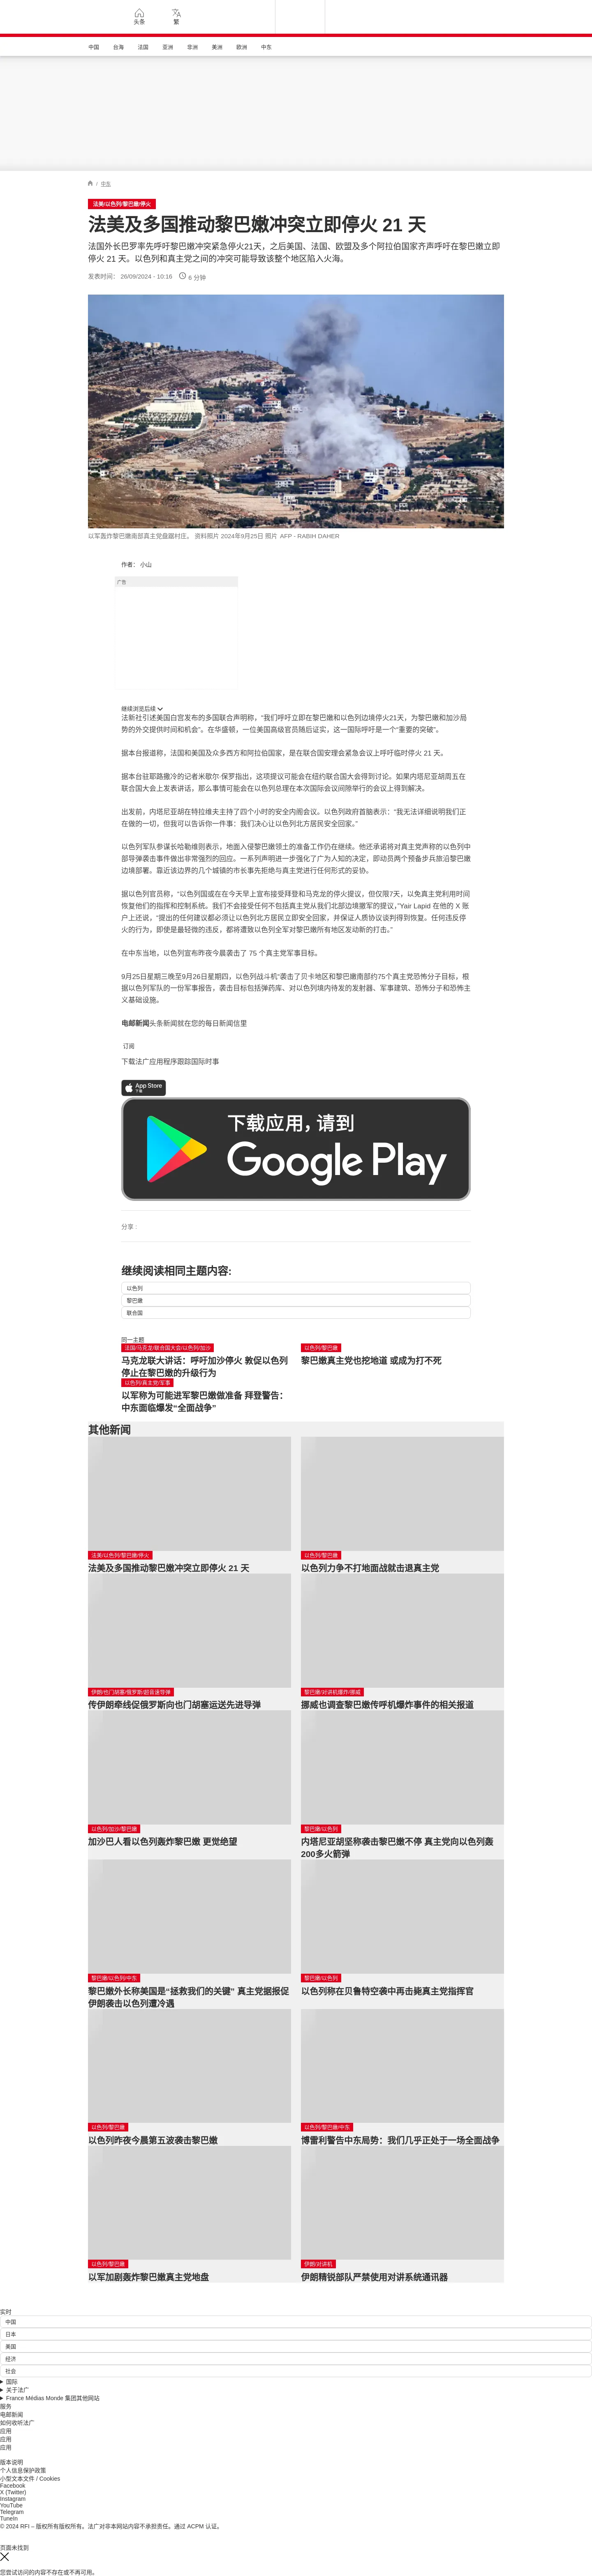 头条
繁
中国 台海 法国 亚洲 非洲 美洲 欧洲 中东
/ 中东
法美/以色列/黎巴嫩/停火
法美及多国推动黎巴嫩冲突立即停火 21 天
法国外长巴罗率先呼吁黎巴嫩冲突紧急停火21天，之后美国、法国、欧盟及多个阿拉伯国家齐声呼吁在黎巴嫩立即
停火 21 天。以色列和真主党之间的冲突可能导致该整个地区陷入火海。
发表时间： 26/09/2024 - 10:16 6 分钟
以军轰炸黎巴嫩南部真主党盘踞村庄。 资料照片 2024年9月25日 照片 AFP - RABIH DAHER
作者： 小山
广告
继续浏览后续
法新社引述美国白宫发布的多国联合声明称，“我们呼吁立即在黎巴嫩和以色列边境停火21天，为黎巴嫩和加沙局
势的外交提供时间和机会”。在华盛顿，一位美国高级官员随后证实，这一国际呼吁是一个“重要的突破”。
据本台报道称，法国和美国及众多西方和阿拉伯国家，是在联合国安理会紧急会议上呼吁临时停火 21 天。
据本台驻耶路撒冷的记者米歇尔·保罗指出，这项提议可能会在纽约联合国大会得到讨论。如果内塔尼亚胡周五在
联合国大会上发表讲话，那么事情可能会在以色列总理在本次国际会议间隙举行的会议上得到解决。
出发前，内塔尼亚胡在特拉维夫主持了四个小时的安全内阁会议。以色列政府首脑表示：“我无法详细说明我们正
在做的一切，但我可以告诉你一件事：我们决心让以色列北方居民安全回家。”
以色列军队参谋长哈勒维则表示，地面入侵黎巴嫩领土的准备工作仍在继续。他还承诺将对真主党声称的以色列中
部导弹袭击事件做出非常强烈的回应。一系列声明进一步强化了广为人知的决定，即动员两个预备步兵旅沿黎巴嫩
边境部署。靠近该边界的几个城镇的市长事先拒绝与真主党进行任何形式的妥协。
据以色列官员称，“以色列国或在在今天早上宣布接受拜登和马克龙的停火提议，但仅限7天，以免真主党利用时间
恢复他们的指挥和控制系统。我们不会接受任何不包括真主党从我们北部边境撤军的提议，”Yair Lapid 在他的 X 账
户上还说，“提出的任何建议都必须让以色列北方居民立即安全回家，并保证人质协议谈判得到恢复。任何违反停
火的行为，即使是最轻微的违反，都将遭致以色列全军对黎巴嫩所有地区发动新的打击。”
在中东当地，以色列宣布昨夜今晨袭击了 75 个真主党军事目标。
9月25日星期三晚至9月26日星期四，以色列战斗机“袭击了贝卡地区和黎巴嫩南部约75个真主党恐怖分子目标，根
据以色列军队的一份军事报告，袭击目标包括弹药库、对以色列境内待发的发射器、军事建筑、恐怖分子和恐怖主
义基础设施。
电邮新闻头条新闻就在您的每日新闻信里
订阅
下载法广应用程序跟踪国际时事
App Store
下载
下载应用，请到
Google Play
分享 :
继续阅读相同主题内容:
以色列
黎巴嫩
联合国
同一主题
法国/马克龙/联合国大会/以色列/加沙
马克龙联大讲话：呼吁加沙停火 敦促以色列
停止在黎巴嫩的升级行为
以色列/黎巴嫩
黎巴嫩真主党也挖地道 或成为打不死
以色列/真主党/军事
以军称为可能进军黎巴嫩做准备 拜登警告：
中东面临爆发“全面战争”
其他新闻
法美/以色列/黎巴嫩/停火
法美及多国推动黎巴嫩冲突立即停火 21 天
以色列/黎巴嫩
以色列力争不打地面战就击退真主党
伊朗/也门胡塞/俄罗斯/超音速导弹
传伊朗牵线促俄罗斯向也门胡塞运送先进导弹
黎巴嫩/对讲机爆炸/挪威
挪威也调查黎巴嫩传呼机爆炸事件的相关报道
以色列/加沙/黎巴嫩
加沙巴人看以色列轰炸黎巴嫩 更觉绝望
黎巴嫩/以色列
内塔尼亚胡坚称袭击黎巴嫩不停 真主党向以色列轰
200多火箭弹
黎巴嫩/以色列/中东
黎巴嫩外长称美国是“拯救我们的关键” 真主党据报促
伊朗袭击以色列遭冷遇
黎巴嫩/以色列
以色列称在贝鲁特空袭中再击毙真主党指挥官
以色列/黎巴嫩
以色列昨夜今晨第五波袭击黎巴嫩
以色列/黎巴嫩/中东
博雷利警告中东局势：我们几乎正处于一场全面战争
以色列/黎巴嫩
以军加剧轰炸黎巴嫩真主党地盘
伊朗/对讲机
伊朗精锐部队严禁使用对讲系统通讯器
实时
中国
日本
美国
经济
社会
国际
关于法广
France Médias Monde 集团其他网站
服务
电邮新闻
如何收听法广
应用
应用
应用
版本说明
个人信息保护政策
小型文本文件 / Cookies
Facebook
X (Twitter)
Instagram
YouTube
Telegram
TuneIn
© 2024 RFI – 版权所有版权所有。法广对非本网站内容不承担责任。通过 ACPM 认证。
页面未找到
您尝试访问的内容不存在或不再可用。